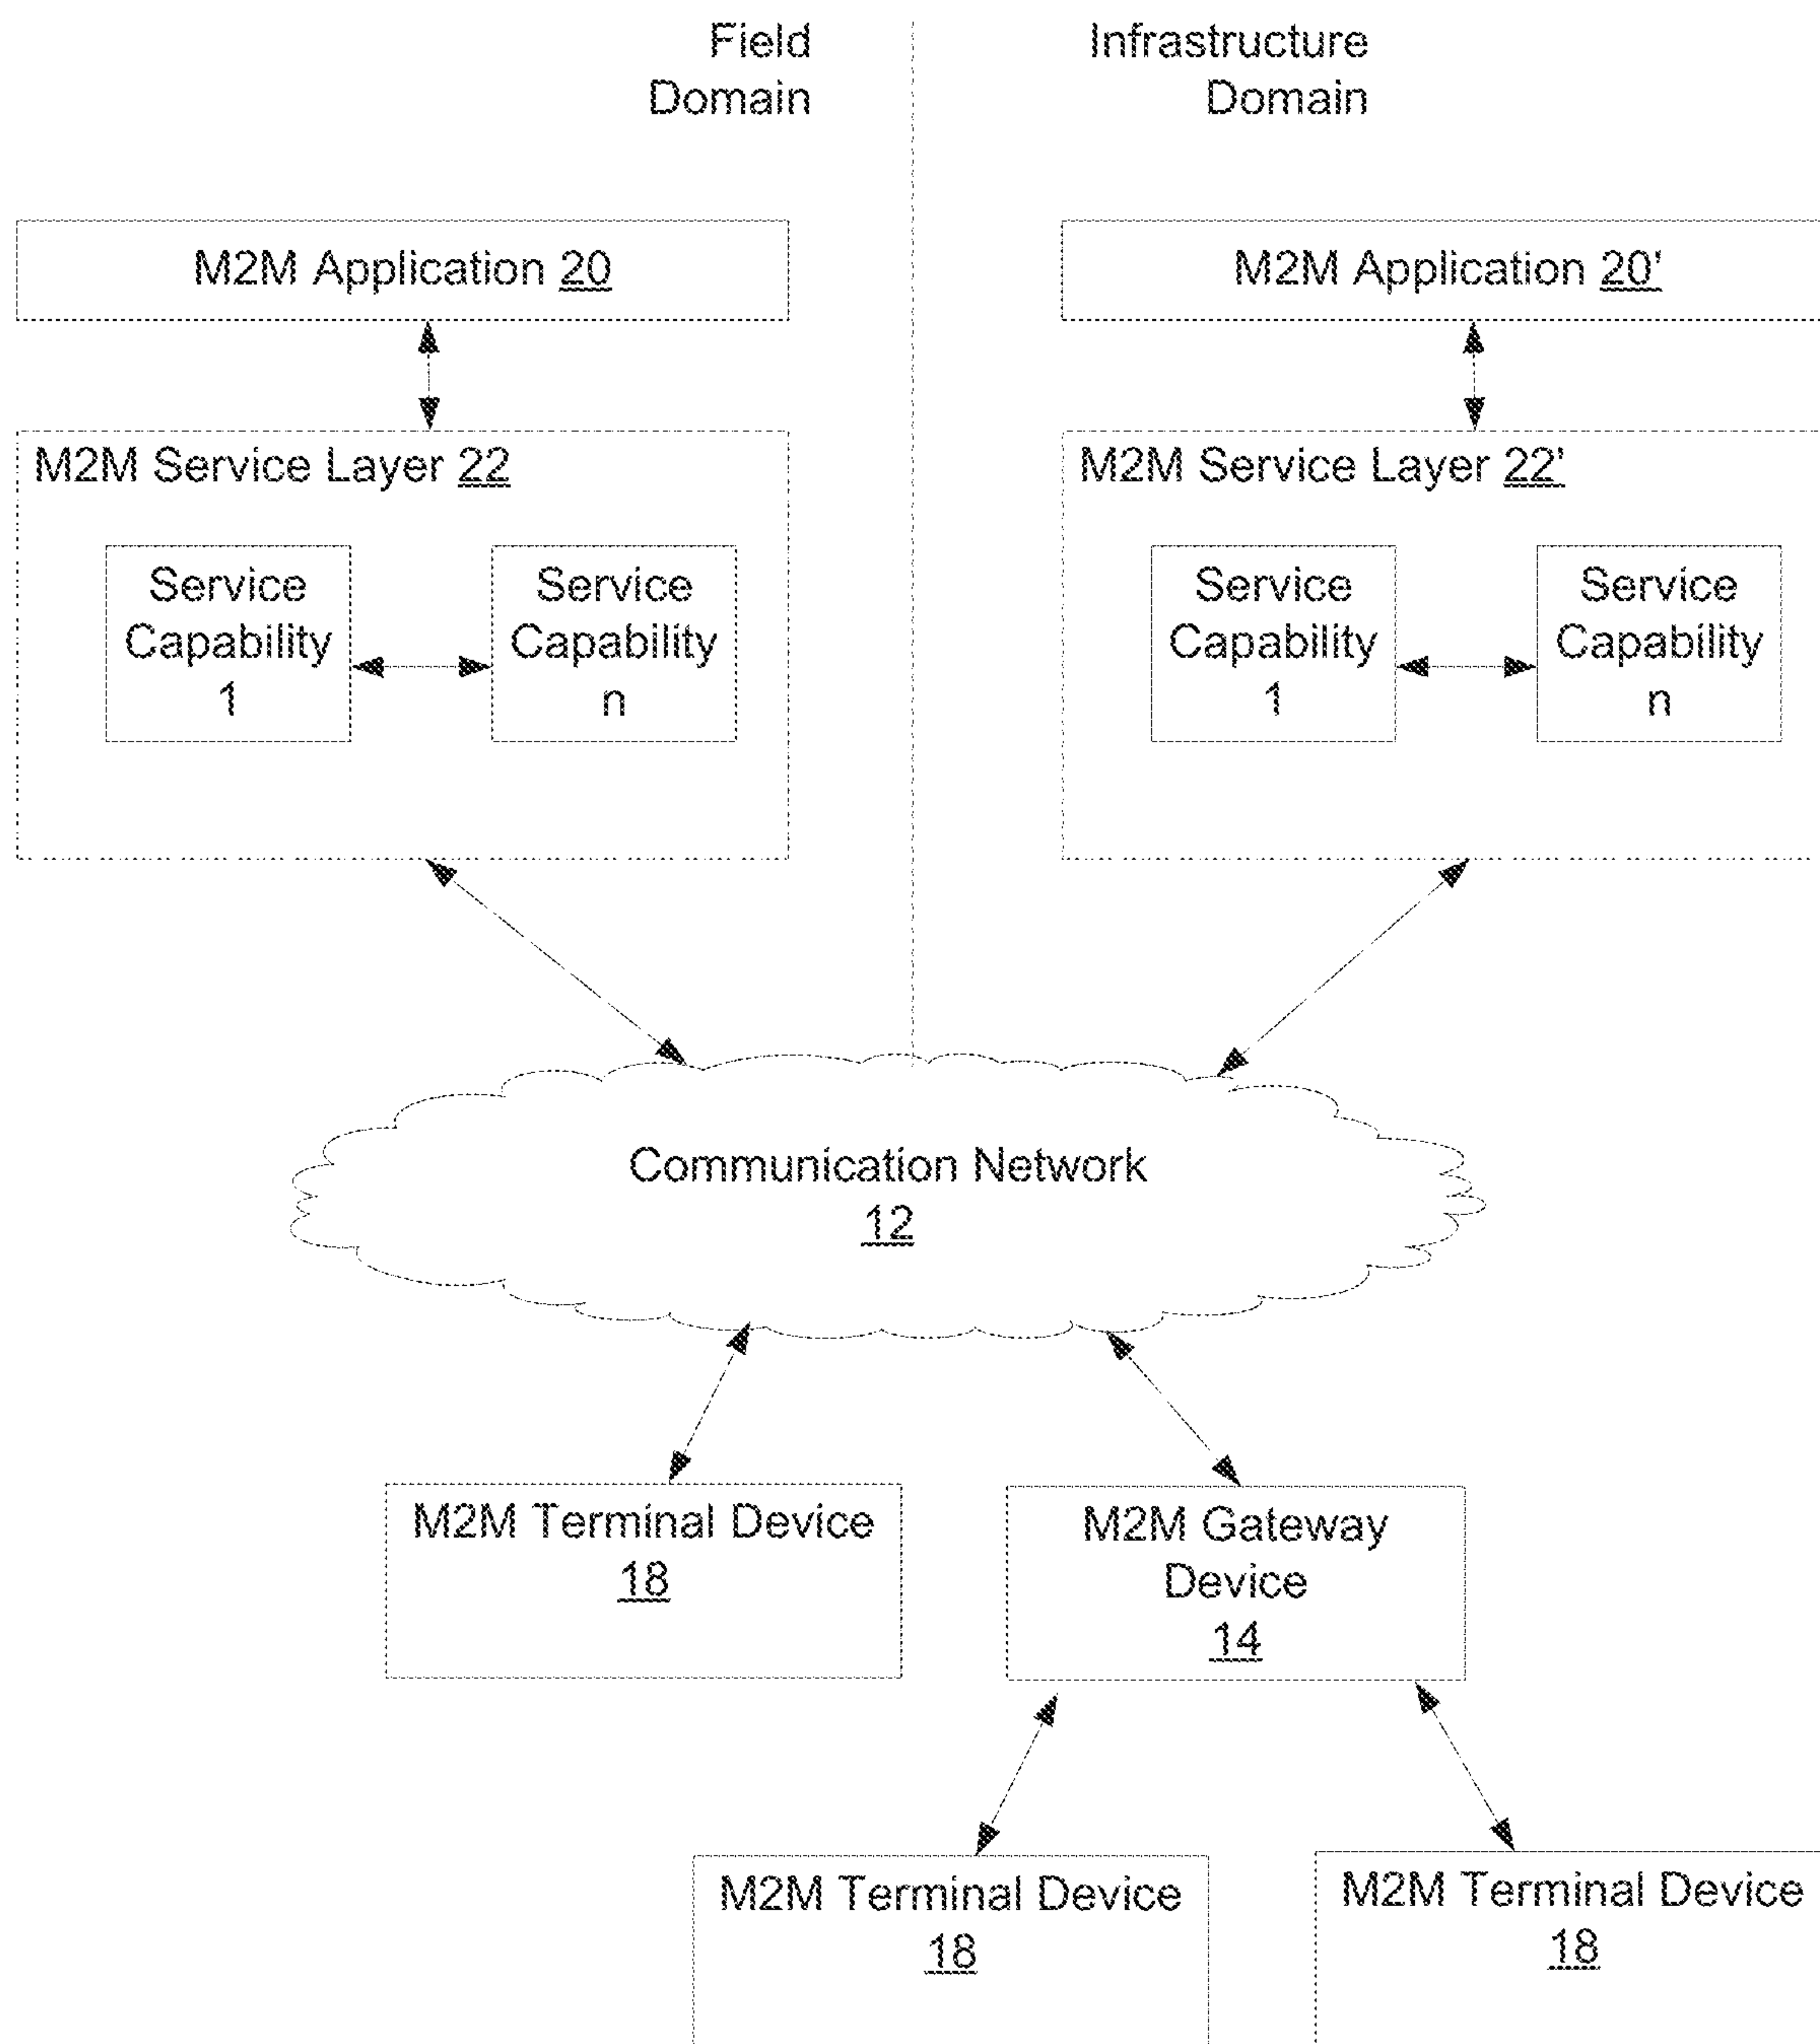 Field
Domain
Infrastructure
Domain
M2M Application 20
M2M Application 20'
M2M Service Layer 22
M2M Service Layer 22'
Service
Capability
1
Service
Capability
n
Service
Capability
1
Service
Capability
n
Communication Network
12
M2M Terminal Device
18
M2M Gateway
Device
14
M2M Terminal Device
18
M2M Terminal Device
18